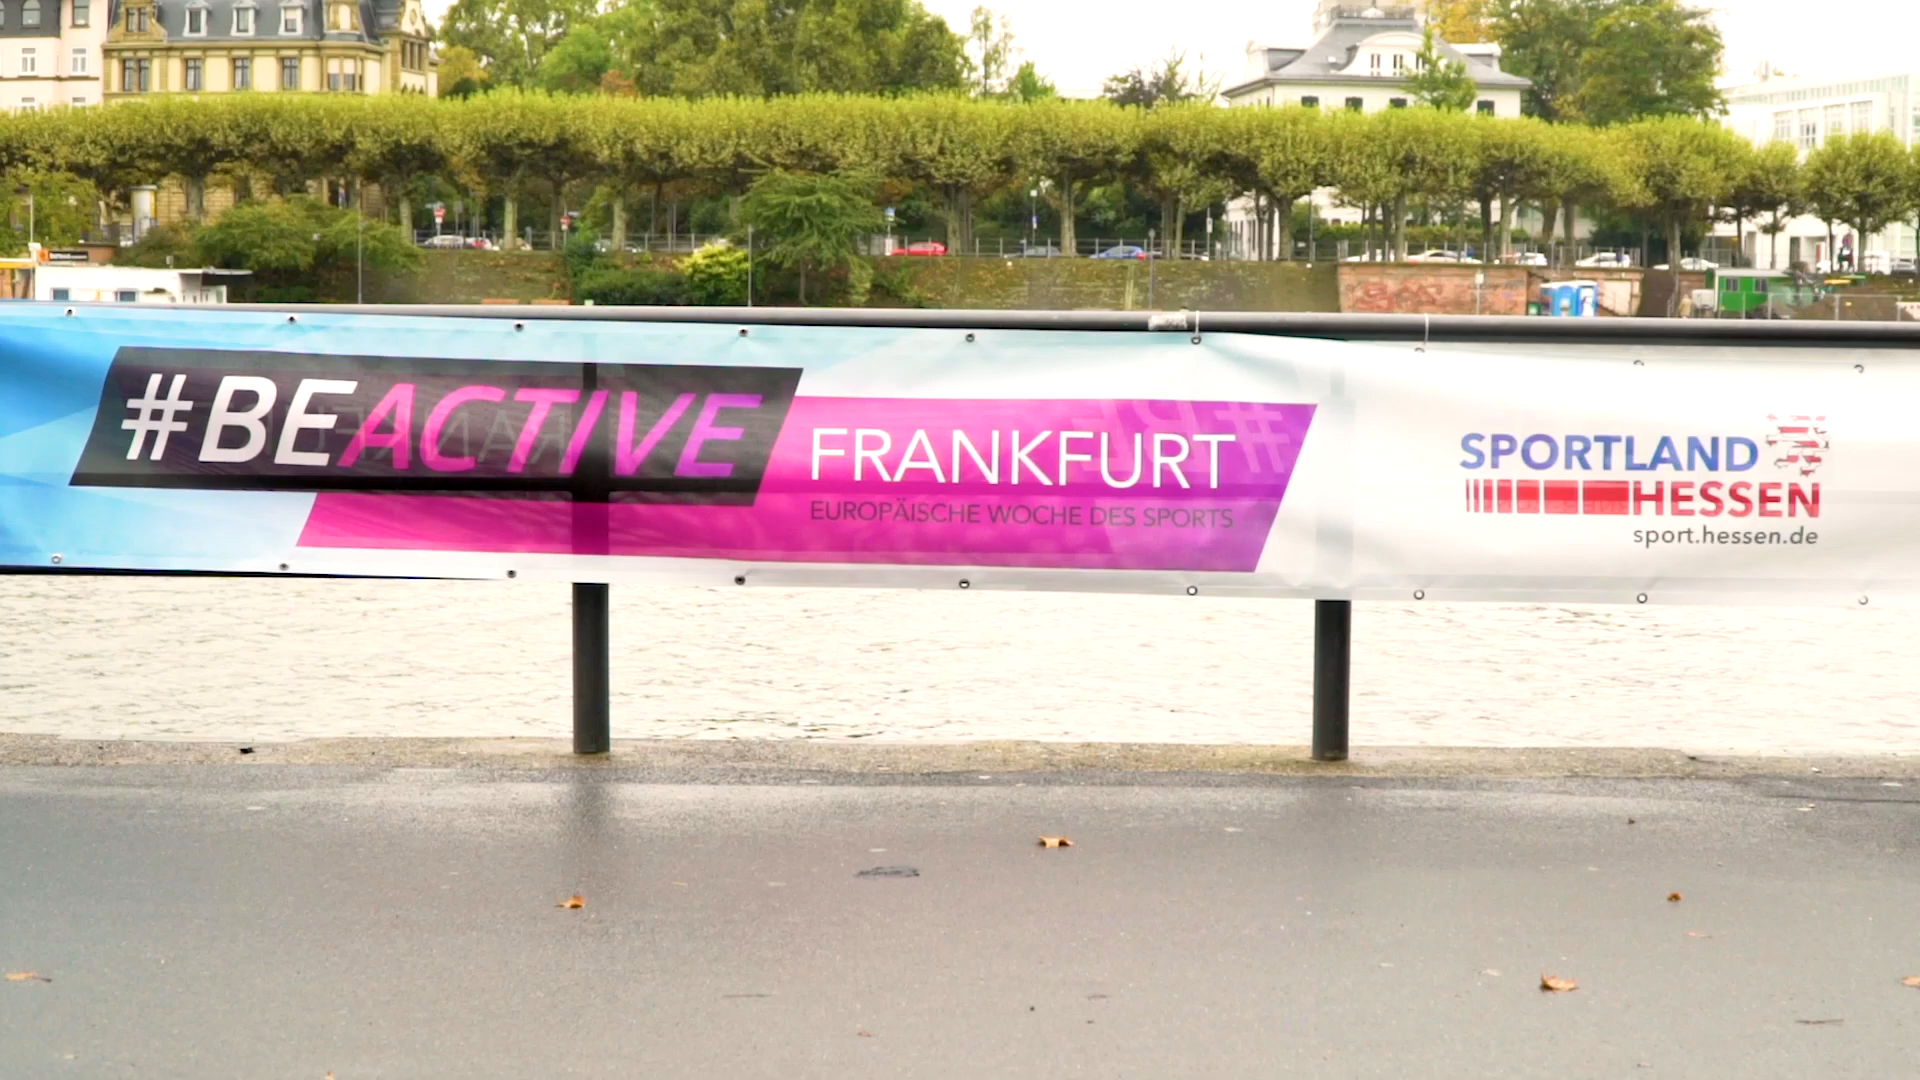 #BEACTIVE
FRANKFURT
EUROPÄISCHE WOCHE DES SPORTS
SPORTLAND
HESSEN
sport.hessen.de